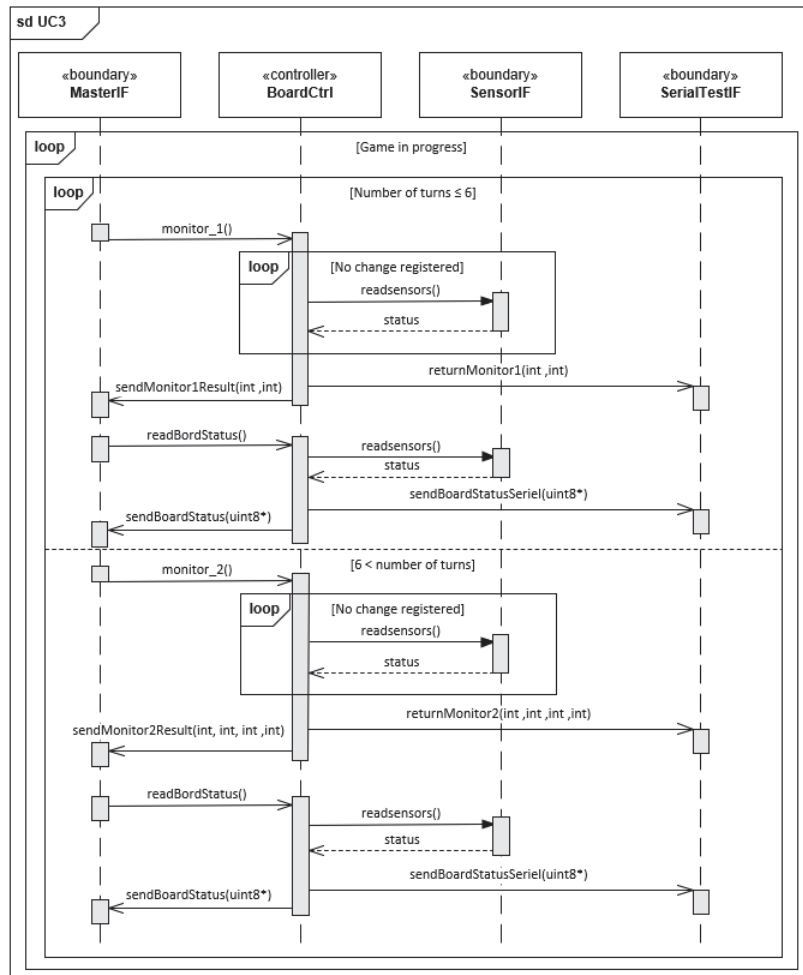 sd UC3
«boundary»
MasterIF
«controller»
BoardCtrl
«boundary»
SensorIF
«boundary»
SerialTestIF
loop
[Game in progress]
loop
[Number of turns ≤ 6]
monitor_1()
loop
[No change registered]
readsensors()
status
returnMonitor1(int ,int)
sendMonitor1Result(int ,int)
readBordStatus()
readsensors()
status
sendBoardStatusSeriel(uint8*)
sendBoardStatus(uint8*)
[6 < number of turns]
monitor_2()
loop
[No change registered]
readsensors()
status
returnMonitor2(int ,int ,int ,int)
sendMonitor2Result(int, int, int ,int)
readBordStatus()
readsensors()
status
sendBoardStatusSeriel(uint8*)
sendBoardStatus(uint8*)